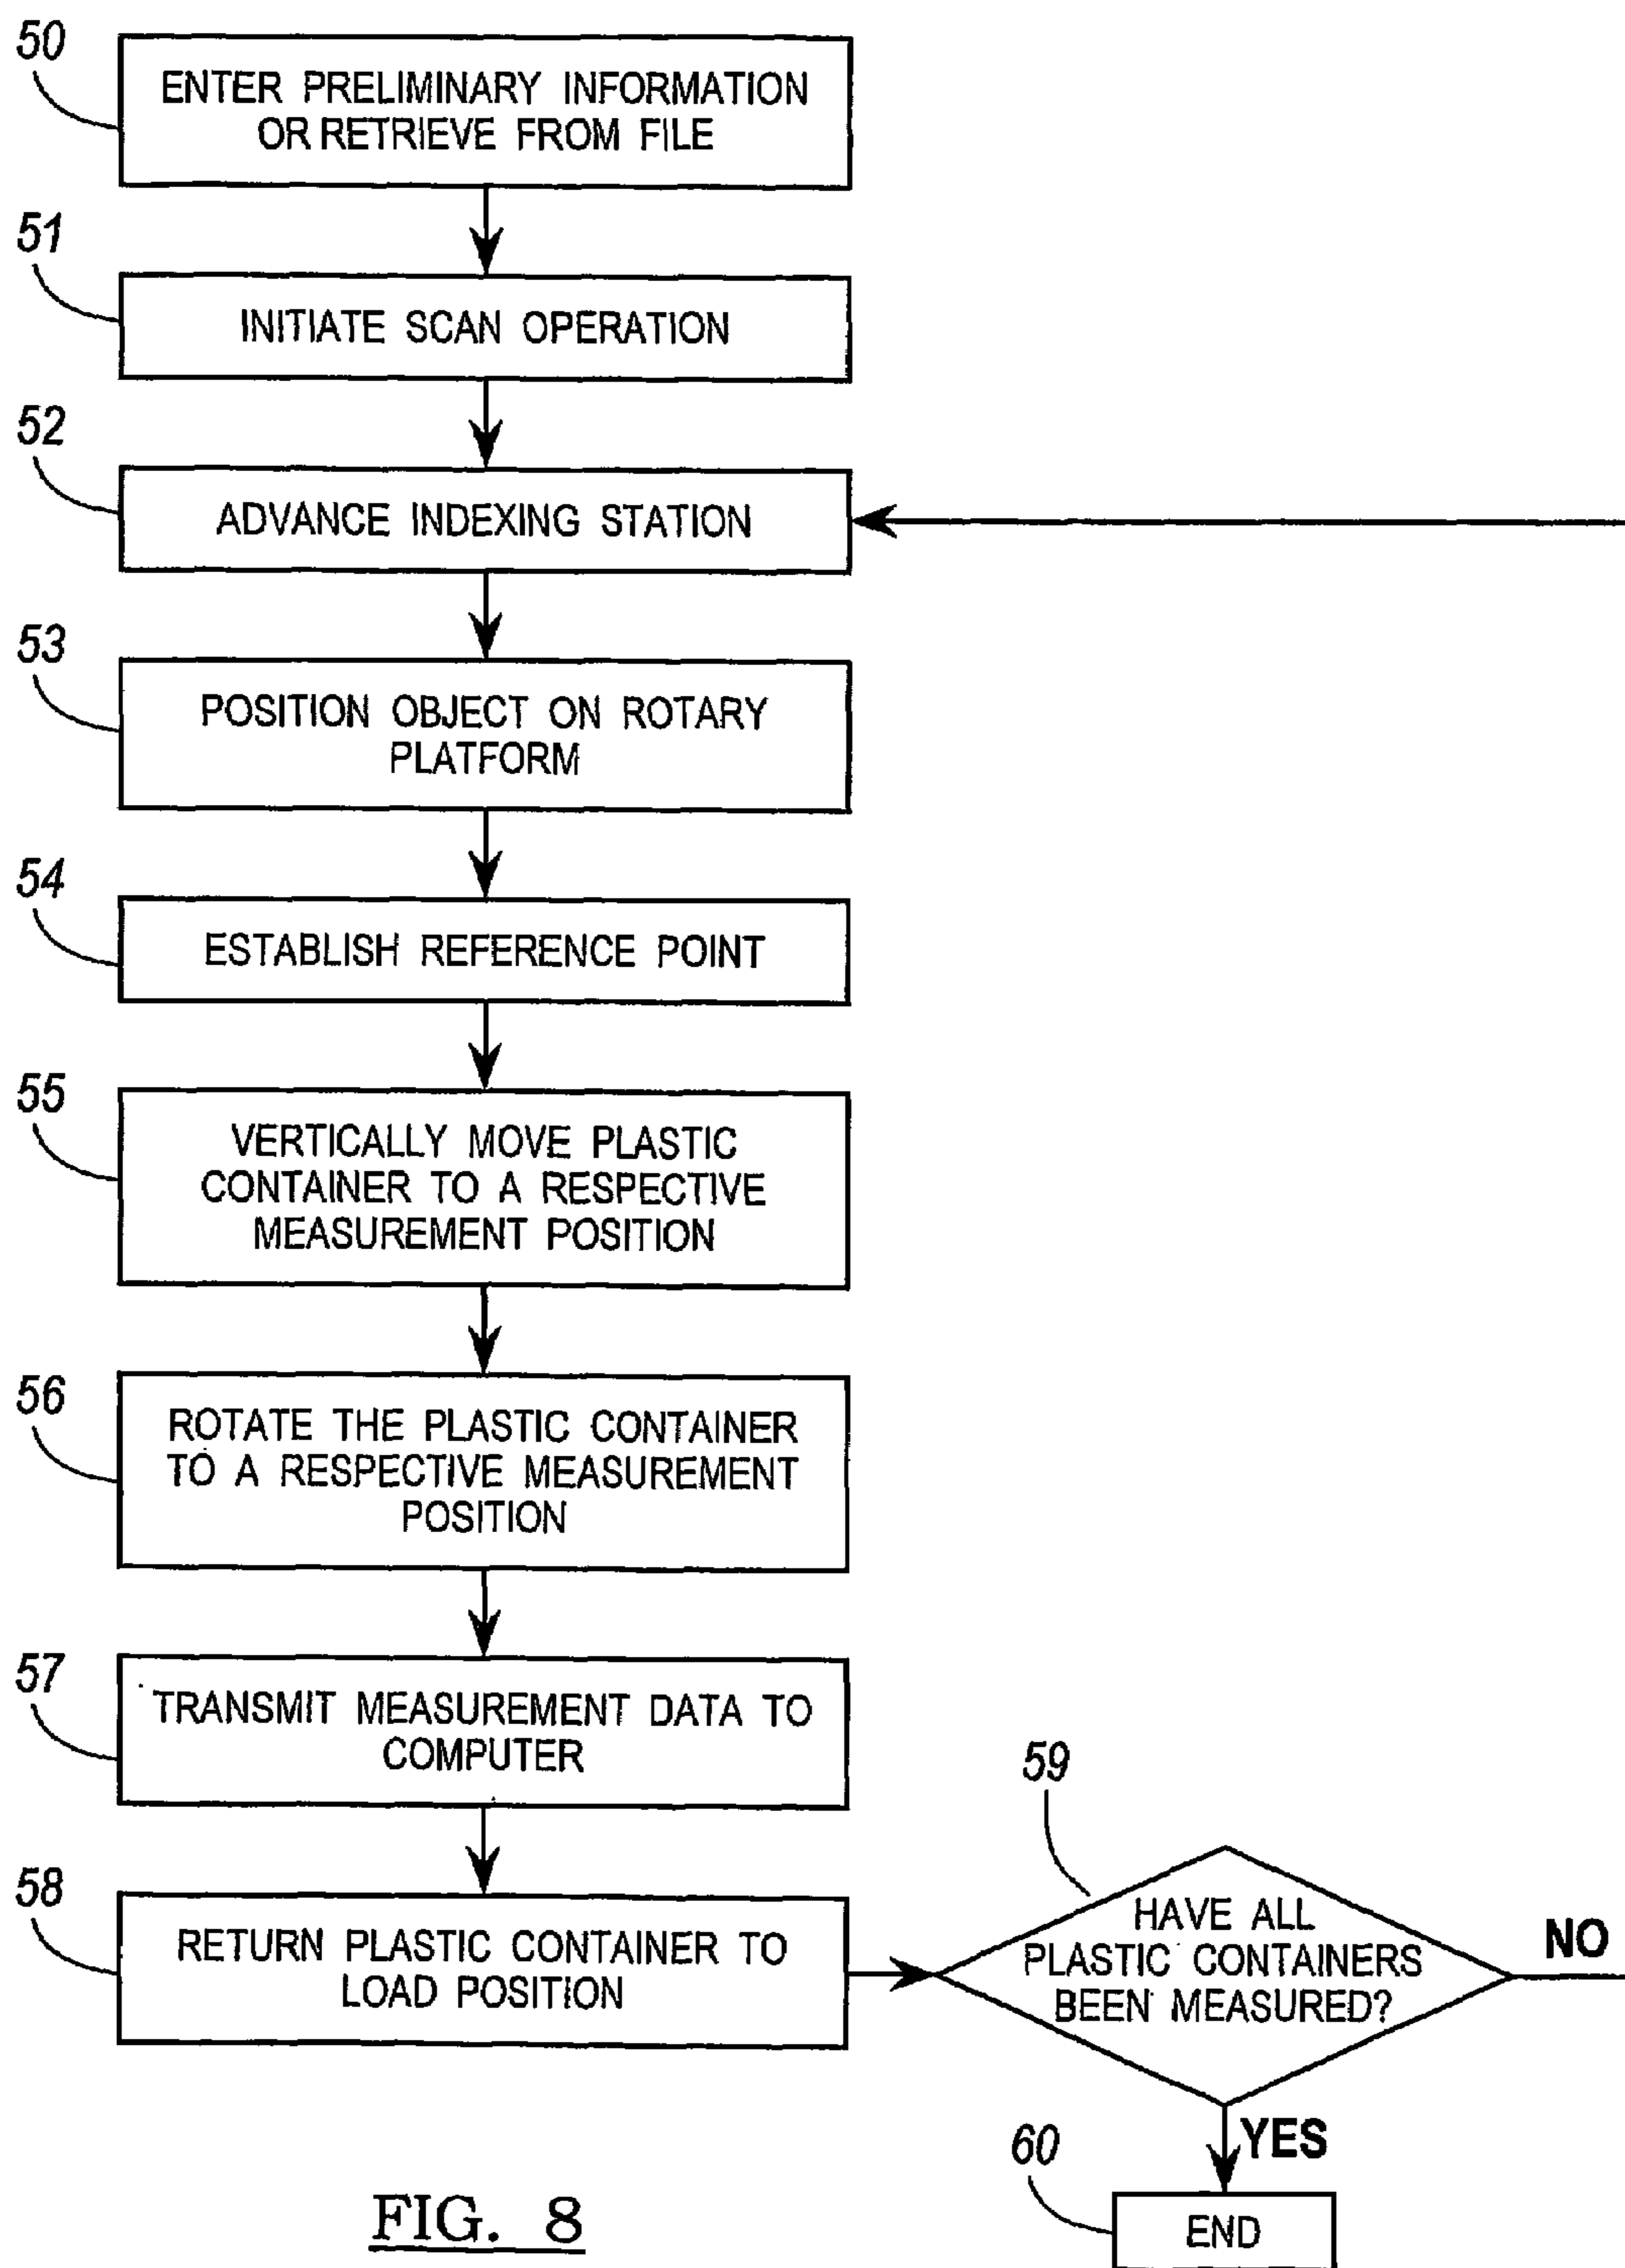 50
ENTER PRELIMINARY INFORMATION
OR RETRIEVE FROM FILE
51
INITIATE SCAN OPERATION
52
ADVANCE INDEXING STATION
53
POSITION OBJECT ON ROTARY
PLATFORM
54
ESTABLISH REFERENCE POINT
55
VERTICALLY MOVE PLASTIC
CONTAINER TO A RESPECTIVE
MEASUREMENT POSITION
56
ROTATE THE PLASTIC CONTAINER
TO A RESPECTIVE MEASUREMENT
POSITION
57
TRANSMIT MEASUREMENT DATA TO
COMPUTER
58
RETURN PLASTIC CONTAINER TO
LOAD POSITION
59
HAVE ALL
PLASTIC CONTAINERS
BEEN MEASURED?
NO
YES
60
END
FIG. 8